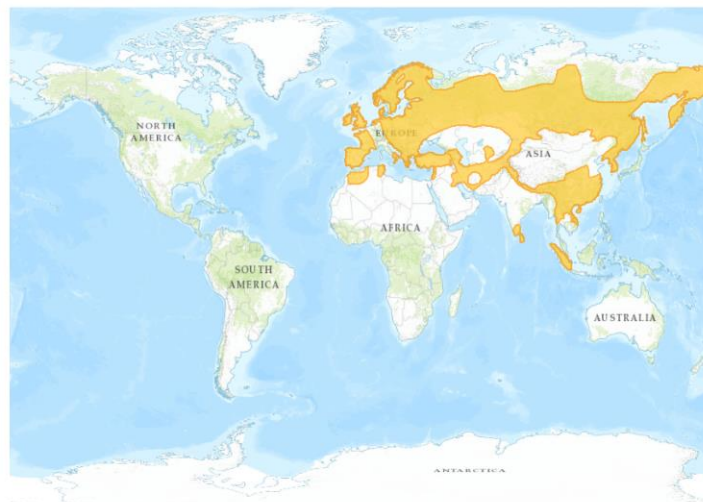 NORTH
AMERICA
EUROPE
ASIA
AFRICA
SOUTH
AMERICA
AUSTRALIA
ANTARCTICA